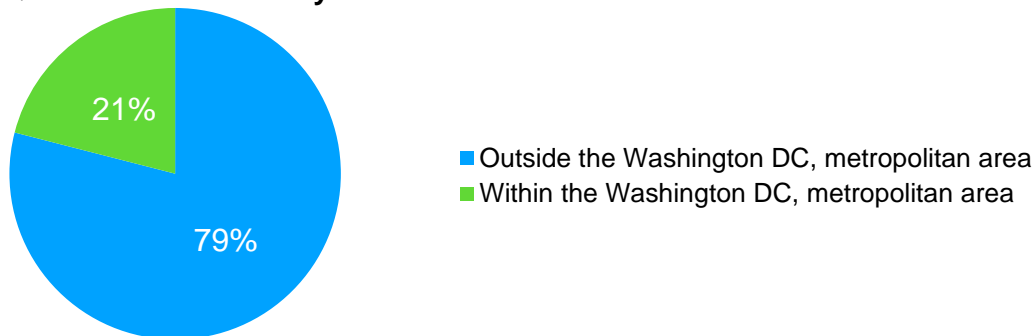 21%
79%
Outside the Washington DC, metropolitan area
Within the Washington DC, metropolitan area